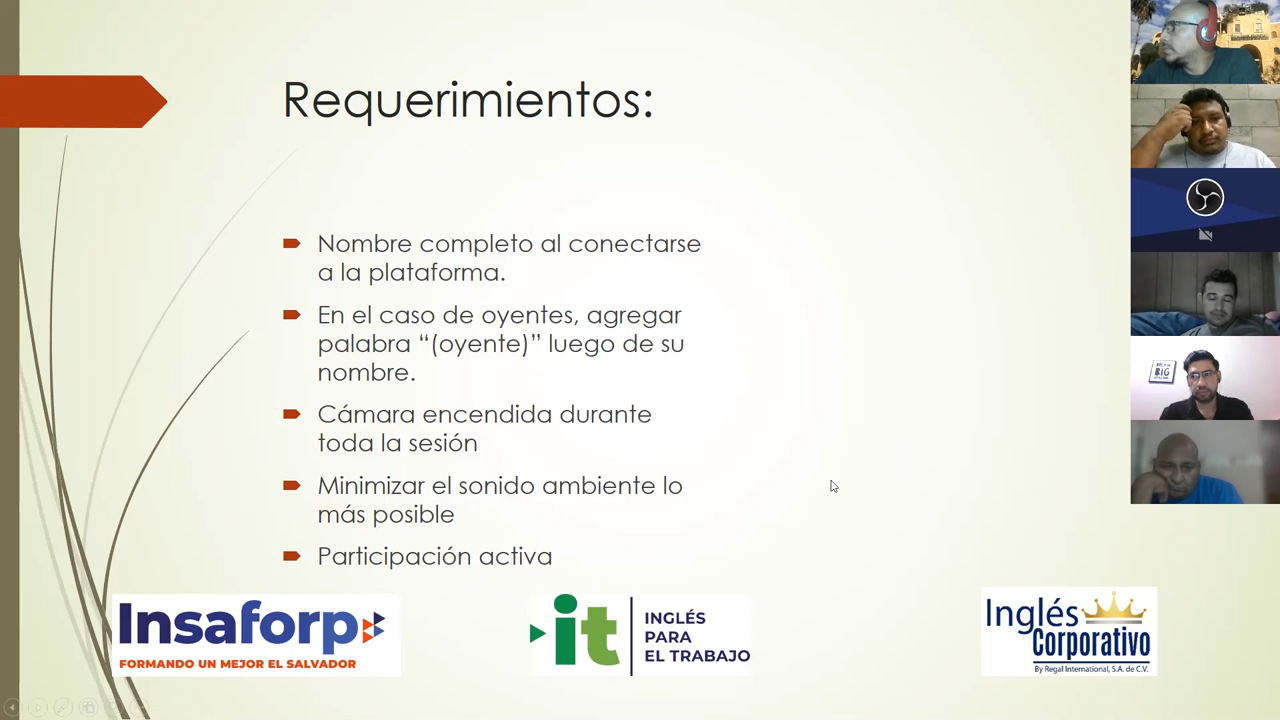 Requerimientos:
Nombre completo al conectarse
a la plataforma.
En el caso de oyentes, agregar
palabra “(oyente)” luego de su
nombre.
Cámara encendida durante
toda la sesión
Minimizar el sonido ambiente lo
más posible
Participación activa
Insaforp
FORMANDO UN MEJOR EL SALVADOR
it
INGLÉS
PARA
EL TRABAJO
Inglés
Corporativo
By Regal International, S.A. de C.V.
BIG